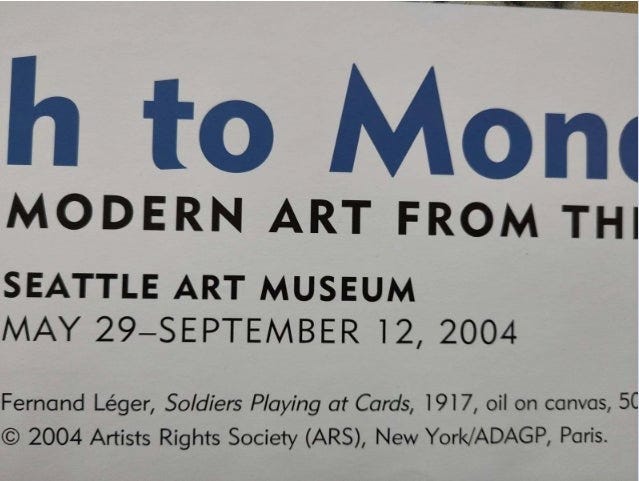 h to Mon
MODERN ART FROM TH
SEATTLE ART MUSEUM
MAY 29–SEPTEMBER 12, 2004
Fernand Léger, Soldiers Playing at Cards, 1917, oil on canvas, 50
© 2004 Artists Rights Society (ARS), New York/ADAGP, Paris.